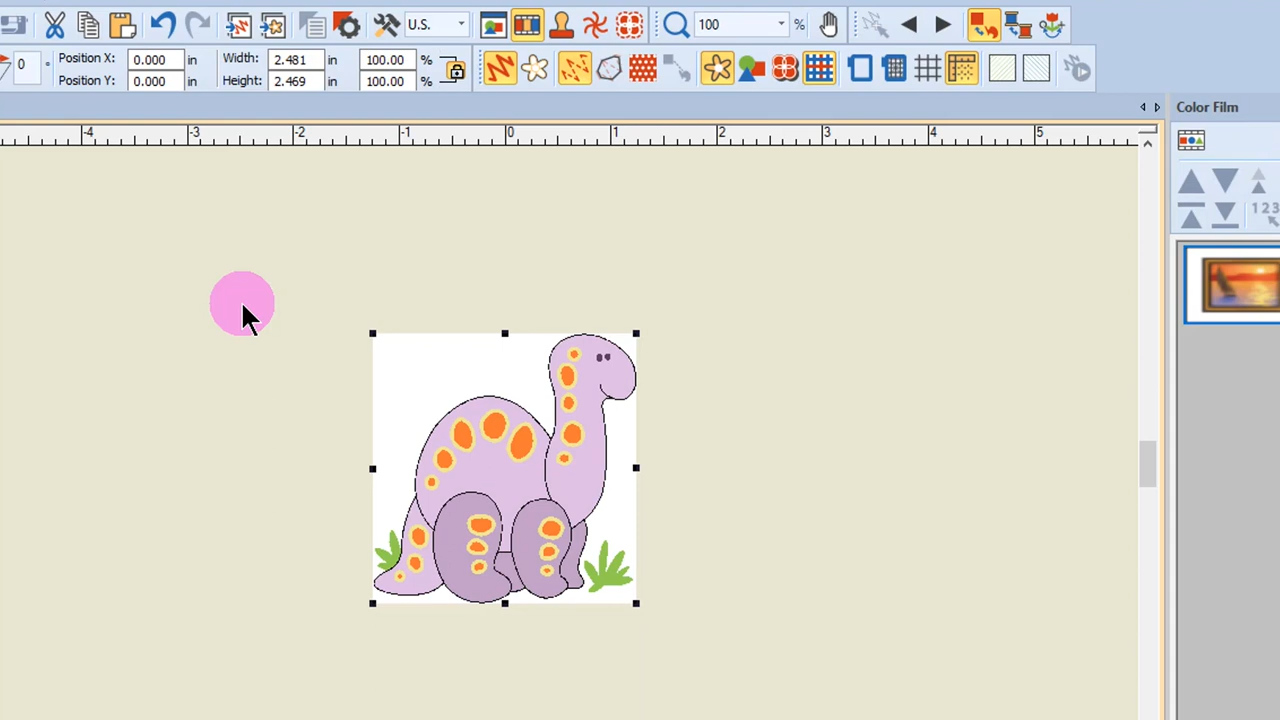 U.S. 100 %
0 Position X: 0.000 in Width: 2.481 in 100.00 %
Position Y: 0.000 in Height: 2.469 in 100.00 %
Color Film
-4 -3 -2 -1 0 1 2 3 4 5
123